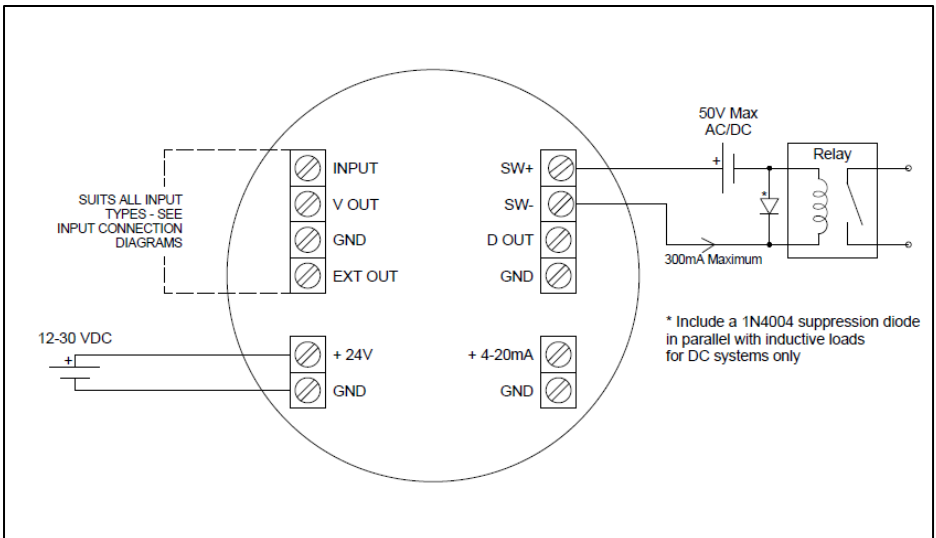 50V Max
AC/DC
+
Relay
INPUT
V OUT
GND
EXT OUT
SW+
SW-
D OUT
GND
*
300mA Maximum
SUITS ALL INPUT
TYPES - SEE
INPUT CONNECTION
DIAGRAMS
* Include a 1N4004 suppression diode
in parallel with inductive loads
for DC systems only
12-30 VDC
+
+ 24V
GND
+ 4-20mA
GND